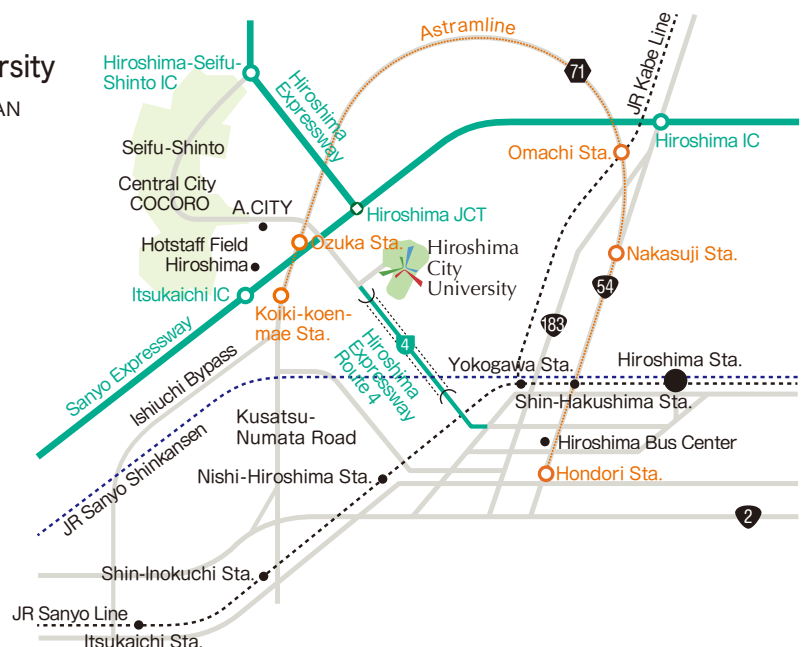 rsity
AN
Astramline
71
JR Kabe Line
Hiroshima-Seifu-
Shinto IC
Hiroshima
Expressway
Hiroshima IC
Omachi Sta.
Seifu-Shinto
Central City
COCORO
A.CITY
Hiroshima JCT
Ozuka Sta.
Hotstaff Field
Hiroshima
Hiroshima
City
University
Nakasuji Sta.
54
Itsukaichi IC
Koiki-koen-
mae Sta.
183
4
Hiroshima
Expressway
Route 4
Sanyo Expressway
Ishiuchi Bypass
Yokogawa Sta.
Hiroshima Sta.
Shin-Hakushima Sta.
Kusatsu-
Numata Road
JR Sanyo Shinkansen
Hiroshima Bus Center
Nishi-Hiroshima Sta.
Hondori Sta.
2
Shin-Inokuchi Sta.
JR Sanyo Line
Itsukaichi Sta.